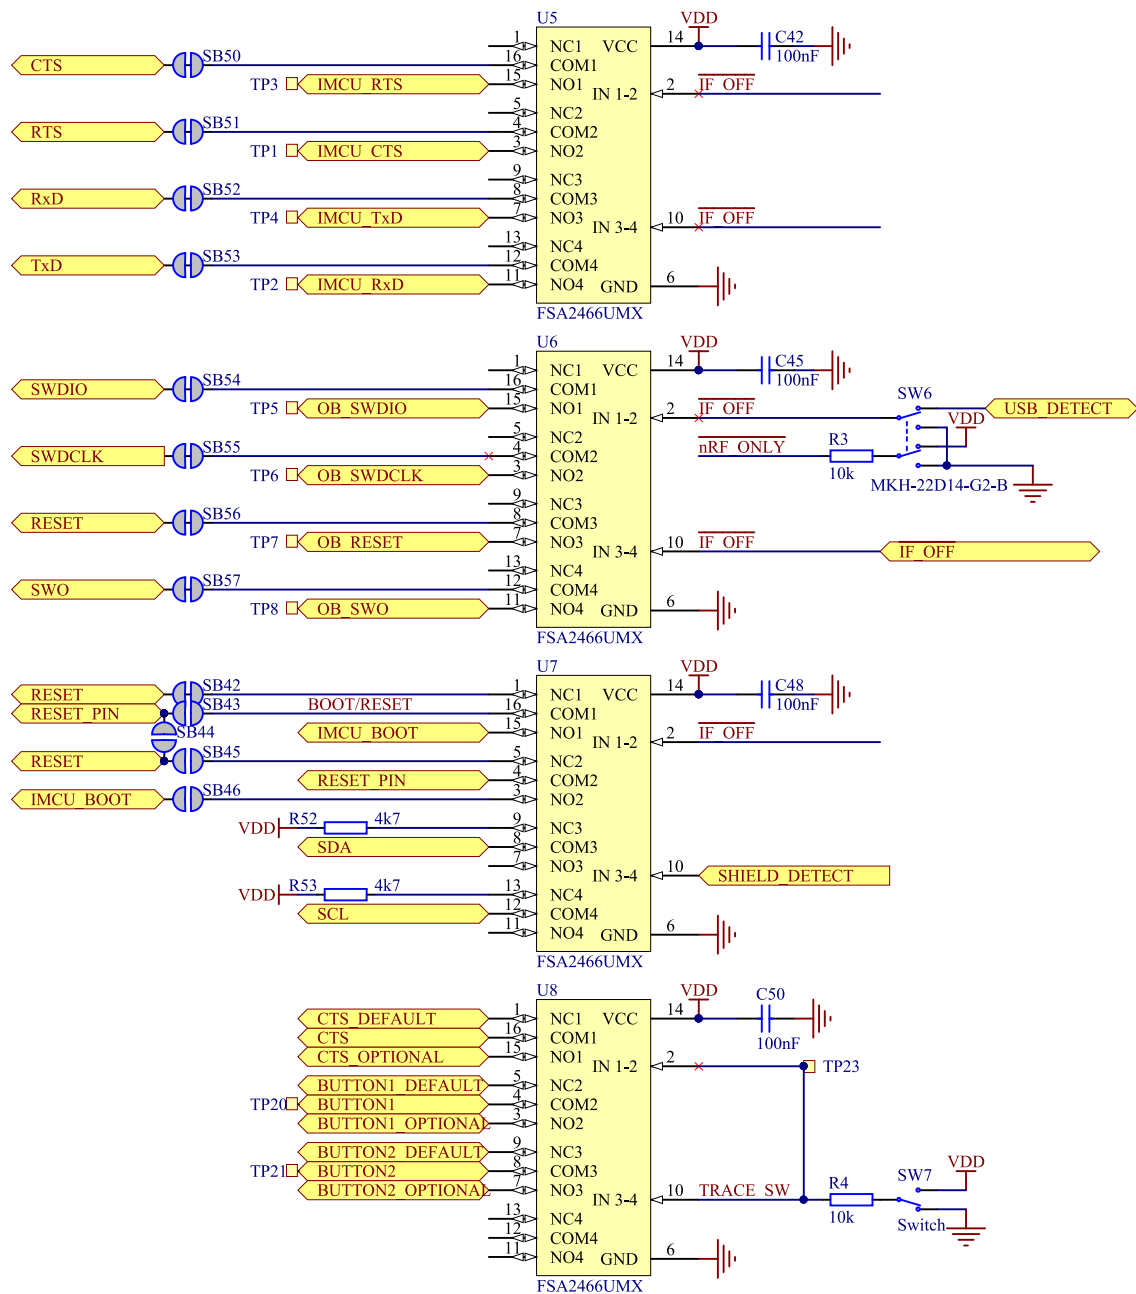 U5
VDD
CTS
SB50
1
NC1
VCC
14
C42
100nF
16
COM1
TP3
IMCU_RTS
15
NO1
IN 1-2
2
IF_OFF
5
NC2
RTS
SB51
4
COM2
TP1
IMCU_CTS
3
NO2
9
NC3
RxD
SB52
8
COM3
TP4
IMCU_TxD
7
NO3
IN 3-4
10
IF_OFF
13
NC4
TxD
SB53
12
COM4
TP2
IMCU_RxD
11
NO4
GND
6
FSA2466UMX
U6
VDD
1
NC1
VCC
14
C45
100nF
SWDIO
SB54
16
COM1
TP5
OB_SWDIO
15
NO1
IN 1-2
2
IF_OFF
SW6
USB_DETECT
VDD
5
NC2
SWDCLK
SB55
4
COM2
nRF_ONLY
R3
10k
TP6
OB_SWDCLK
3
NO2
MKH-22D14-G2-B
9
NC3
RESET
SB56
8
COM3
TP7
OB_RESET
7
NO3
IN 3-4
10
IF_OFF
IF_OFF
13
NC4
SWO
SB57
12
COM4
TP8
OB_SWO
11
NO4
GND
6
FSA2466UMX
U7
VDD
RESET
SB42
1
NC1
VCC
14
C48
100nF
RESET_PIN
SB43
BOOT/RESET
16
COM1
SB44
IMCU_BOOT
15
NO1
IN 1-2
2
IF_OFF
RESET
SB45
5
NC2
RESET_PIN
4
COM2
IMCU_BOOT
SB46
3
NO2
VDD
R52
4k7
9
NC3
SDA
8
COM3
7
NO3
IN 3-4
10
SHIELD_DETECT
VDD
R53
4k7
13
NC4
SCL
12
COM4
11
NO4
GND
6
FSA2466UMX
U8
VDD
C50
100nF
CTS_DEFAULT
1
NC1
VCC
14
CTS
16
COM1
CTS_OPTIONAL
15
NO1
IN 1-2
2
TP23
BUTTON1_DEFAULT
5
NC2
TP20
BUTTON1
4
COM2
BUTTON1_OPTIONAL
3
NO2
BUTTON2_DEFAULT
9
NC3
TP21
BUTTON2
8
COM3
BUTTON2_OPTIONAL
7
NO3
IN 3-4
10
TRACE_SW
R4
10k
SW7
VDD
Switch
13
NC4
12
COM4
11
NO4
GND
6
FSA2466UMX